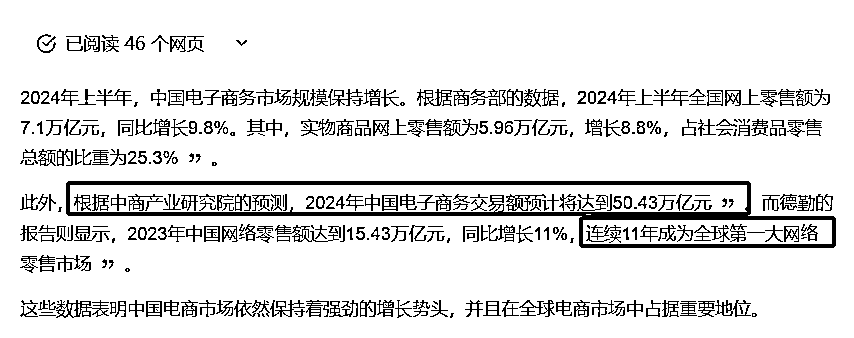 已阅读 46 个网页
2024年上半年，中国电子商务市场规模保持增长。根据商务部的数据，2024年上半年全国网上零售额为
7.1万亿元，同比增长9.8%。其中，实物商品网上零售额为5.96万亿元，增长8.8%，占社会消费品零售
总额的比重为25.3% ” 。
此外，根据中商产业研究院的预测，2024年中国电子商务交易额预计将达到50.43万亿元 ” 。而德勤的
报告则显示，2023年中国网络零售额达到15.43万亿元，同比增长11%，连续11年成为全球第一大网络
零售市场 ” 。
这些数据表明中国电商市场依然保持着强劲的增长势头，并且在全球电商市场中占据重要地位。